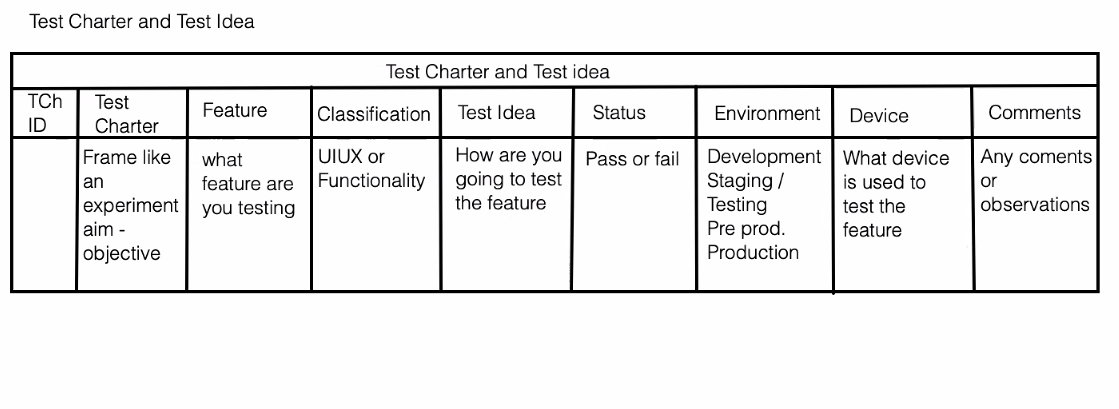 Test Charter and Test Idea
Test Charter and Test idea
TCh
ID
Test
Charter
Feature
Classification
Test Idea
Status
Environment
Device
Comments
Frame like
an
experiment
aim -
objective
what
feature are
you testing
UIUX or
Functionality
How are you
going to test
the feature
Pass or fail
Development
Staging /
Testing
Pre prod.
Production
What device
is used to
test the
feature
Any coments
or
observations